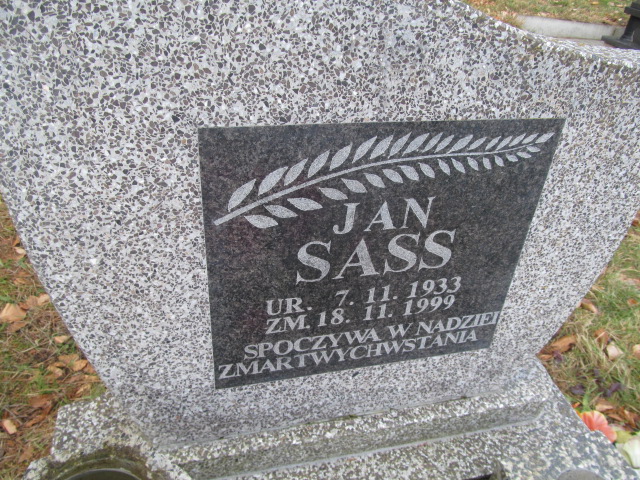 JAN
SASS
UR. 7. 11. 1933
ZM. 18. 11. 1999
SPOCZYWA W NADZIEI
ZMARTWYCHWSTANIA